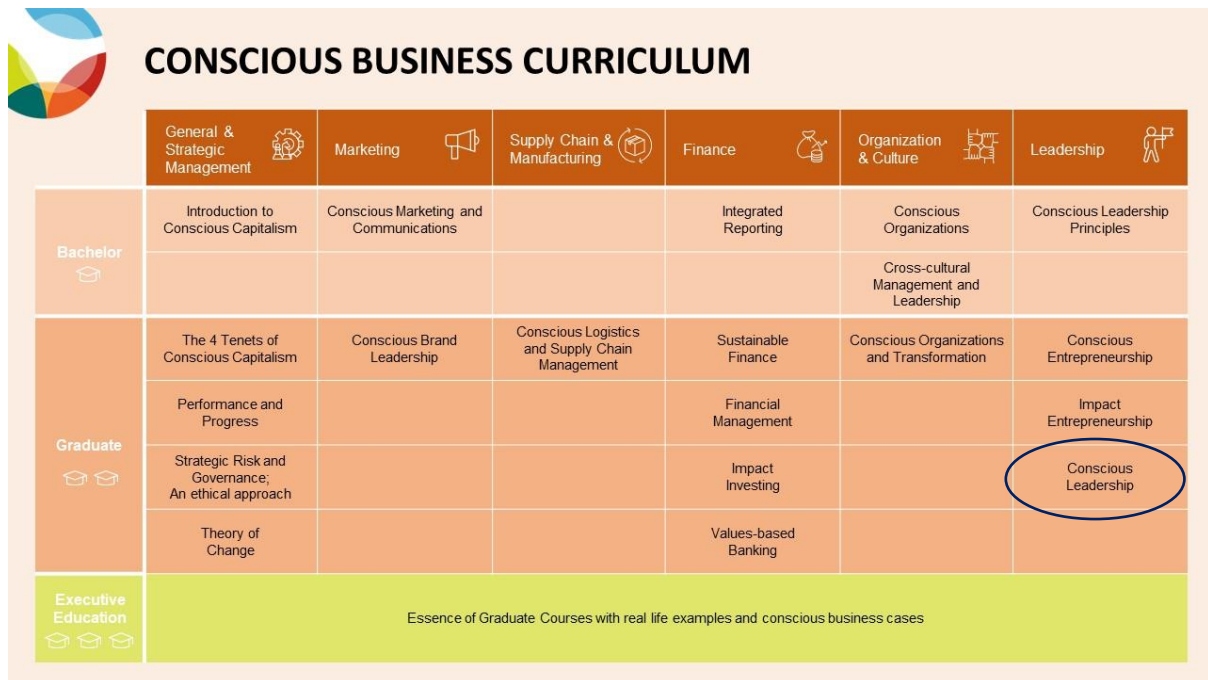 CONSCIOUS BUSINESS CURRICULUM
General &
Strategic
Management
Marketing
Supply Chain &
Manufacturing
Finance
Organization
& Culture
Leadership
Bachelor
Introduction to
Conscious Capitalism
Conscious Marketing and
Communications
Integrated
Reporting
Conscious
Organizations
Conscious Leadership
Principles
Cross-cultural
Management and
Leadership
Graduate
The 4 Tenets of
Conscious Capitalism
Conscious Brand
Leadership
Conscious Logistics
and Supply Chain
Management
Sustainable
Finance
Conscious Organizations
and Transformation
Conscious
Entrepreneurship
Performance and
Progress
Financial
Management
Impact
Entrepreneurship
Strategic Risk and
Governance;
An ethical approach
Impact
Investing
Conscious
Leadership
Theory of
Change
Values-based
Banking
Executive
Education
Essence of Graduate Courses with real life examples and conscious business cases